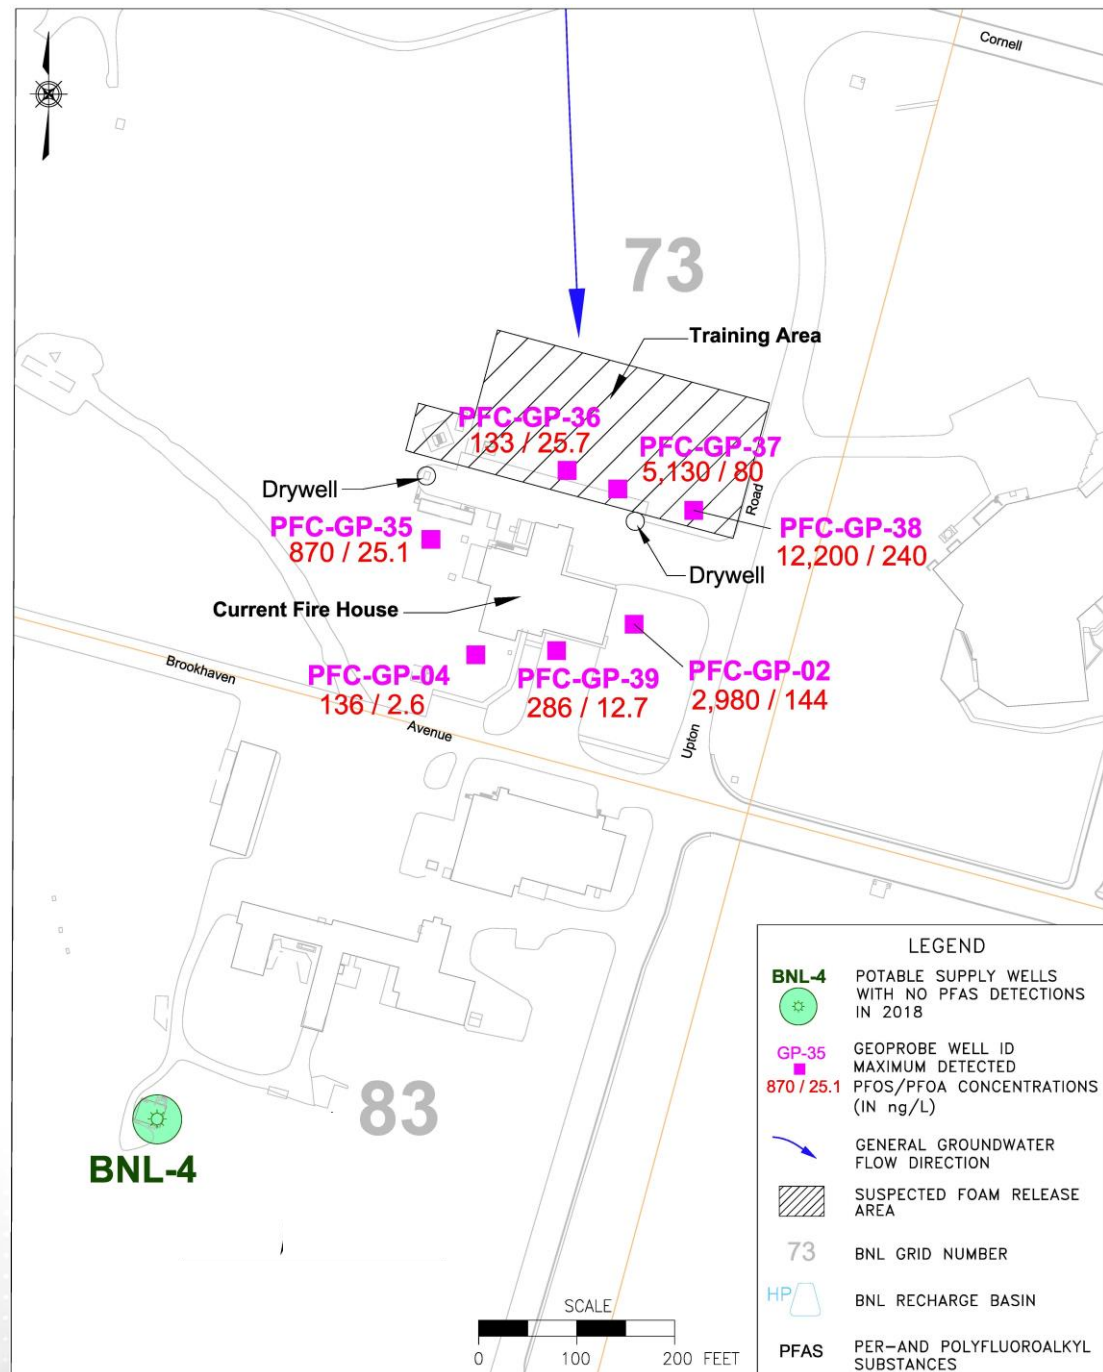 Cornell
73
Training Area
PFC-GP-36
133 / 25.7
PFC-GP-37
5,130 / 80
Drywell
Road
PFC-GP-35
870 / 25.1
PFC-GP-38
12,200 / 240
Drywell
Current Fire House
Brookhaven
PFC-GP-04
136 / 2.6
PFC-GP-39
286 / 12.7
PFC-GP-02
2,980 / 144
Avenue
Upton
83
BNL-4
LEGEND
BNL-4
POTABLE SUPPLY WELLS
WITH NO PFAS DETECTIONS
IN 2018
GP-35
870 / 25.1
GEOPROBE WELL ID
MAXIMUM DETECTED
PFOS/PFOA CONCENTRATIONS
(IN ng/L)
GENERAL GROUNDWATER
FLOW DIRECTION
SUSPECTED FOAM RELEASE
AREA
73
BNL GRID NUMBER
HP
BNL RECHARGE BASIN
PFAS
PER-AND POLYFLUOROALKYL
SUBSTANCES
SCALE
0 100 200 FEET